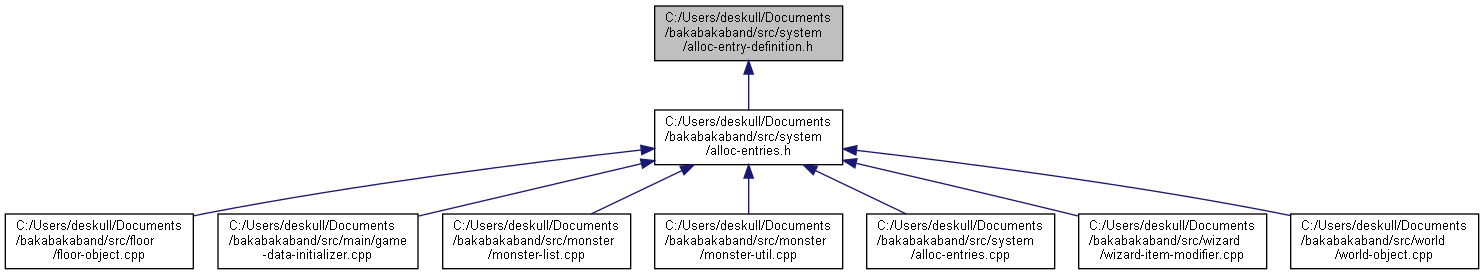 C:/Users/deskull/Documents
/bakabakaband/src/system
/alloc-entry-definition.h
C:/Users/deskull/Documents
/bakabakaband/src/system
/alloc-entries.h
C:/Users/deskull/Documents
/bakabakaband/src/floor
/floor-object.cpp
C:/Users/deskull/Documents
/bakabakaband/src/main/game
-data-initializer.cpp
C:/Users/deskull/Documents
/bakabakaband/src/monster
/monster-list.cpp
C:/Users/deskull/Documents
/bakabakaband/src/monster
/monster-util.cpp
C:/Users/deskull/Documents
/bakabakaband/src/system
/alloc-entries.cpp
C:/Users/deskull/Documents
/bakabakaband/src/wizard
/wizard-item-modifier.cpp
C:/Users/deskull/Documents
/bakabakaband/src/world
/world-object.cpp